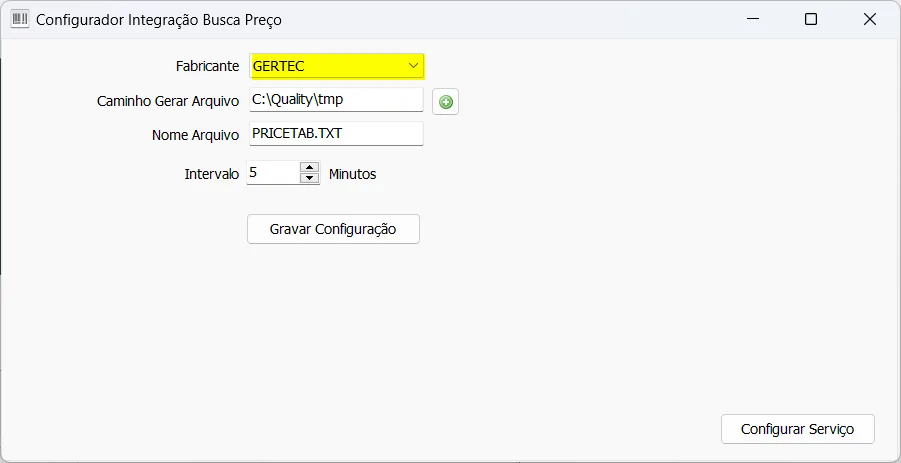 Configurador Integração Busca Preço
Fabricante GERTEC
Caminho Gerar Arquivo C:\Quality\tmp
Nome Arquivo PRICETAB.TXT
Intervalo 5 Minutos
Gravar Configuração
Configurar Serviço